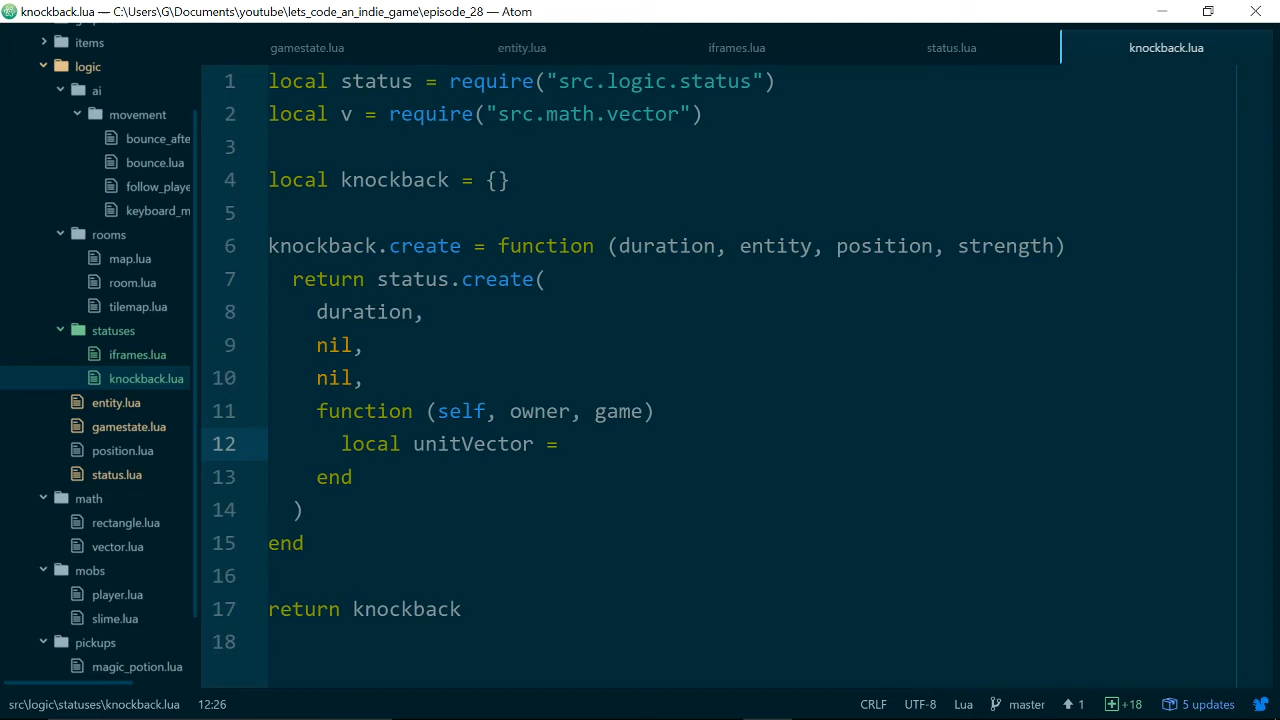 knockback.lua — C:\Users\G\Documents\youtube\lets_code_an_indie_game\episode_28 — Atom
items
logic
ai
movement
bounce_afte
bounce.lua
follow_playe
keyboard_m
rooms
map.lua
room.lua
tilemap.lua
statuses
iframes.lua
knockback.lua
entity.lua
gamestate.lua
position.lua
status.lua
math
rectangle.lua
vector.lua
mobs
player.lua
slime.lua
pickups
magic_potion.lua
gamestate.lua entity.lua iframes.lua status.lua knockback.lua
1 local status = require("src.logic.status")
2 local v = require("src.math.vector")
3
4 local knockback = {}
5
6 knockback.create = function (duration, entity, position, strength)
7 return status.create(
8 duration,
9 nil,
10 nil,
11 function (self, owner, game)
12 local unitVector =
13 end
14 )
15 end
16
17 return knockback
18
src\logic\statuses\knockback.lua 12:26 CRLF UTF-8 Lua master 1 +18 5 updates